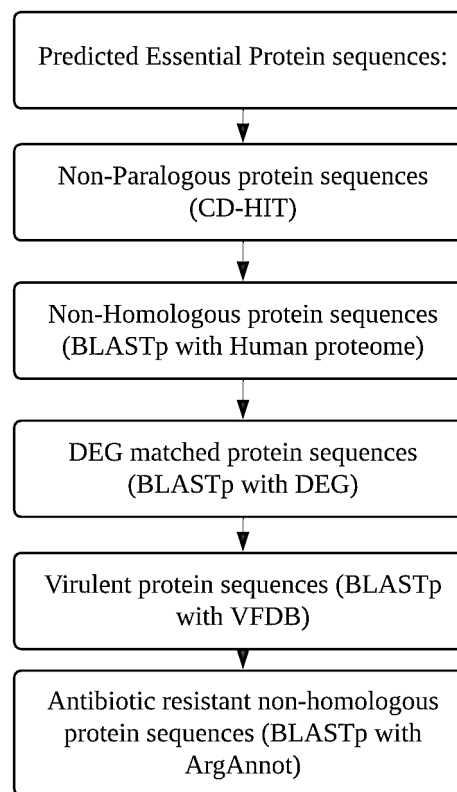 Predicted Essential Protein sequences:
Non-Paralogous protein sequences
(CD-HIT)
Non-Homologous protein sequences
(BLASTp with Human proteome)
DEG matched protein sequences
(BLASTp with DEG)
Virulent protein sequences (BLASTp
with VFDB)
Antibiotic resistant non-homologous
protein sequences (BLASTp with
ArgAnnot)